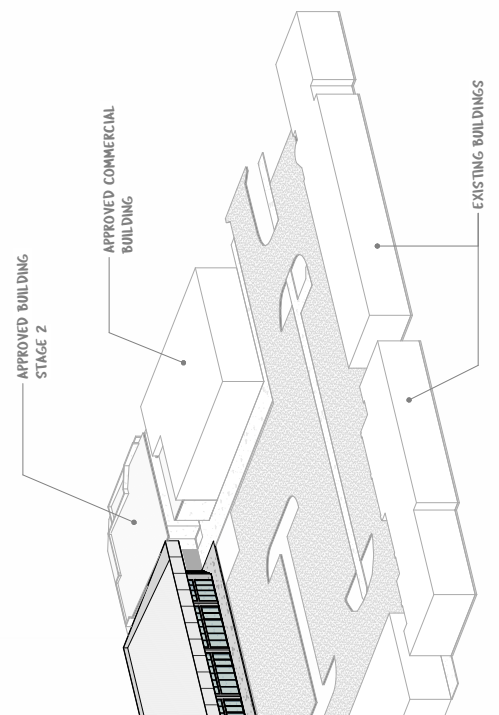 APPROVED BUILDING
STAGE 2
APPROVED COMMERCIAL
BUILDING
EXISTING BUILDINGS